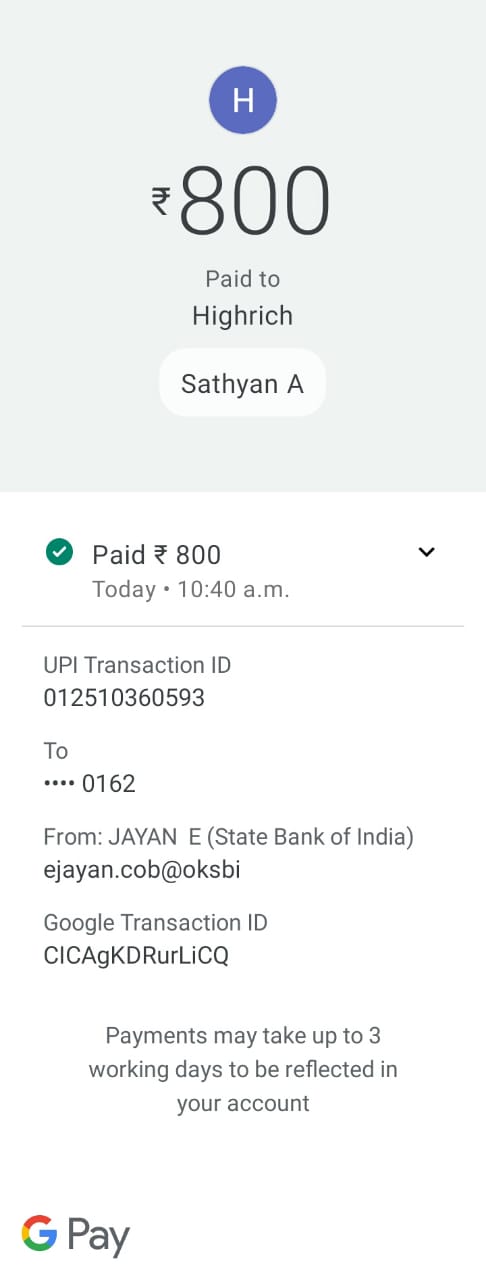 H
₹800
Paid to
Highrich
Sathyan A
Paid ₹ 800
Today • 10:40 a.m.
UPI Transaction ID
012510360593
To
•••• 0162
From: JAYAN  E (State Bank of India)
ejayan.cob@oksbi
Google Transaction ID
CICAgKDRurLiCQ
Payments may take up to 3
working days to be reflected in
your account
G Pay